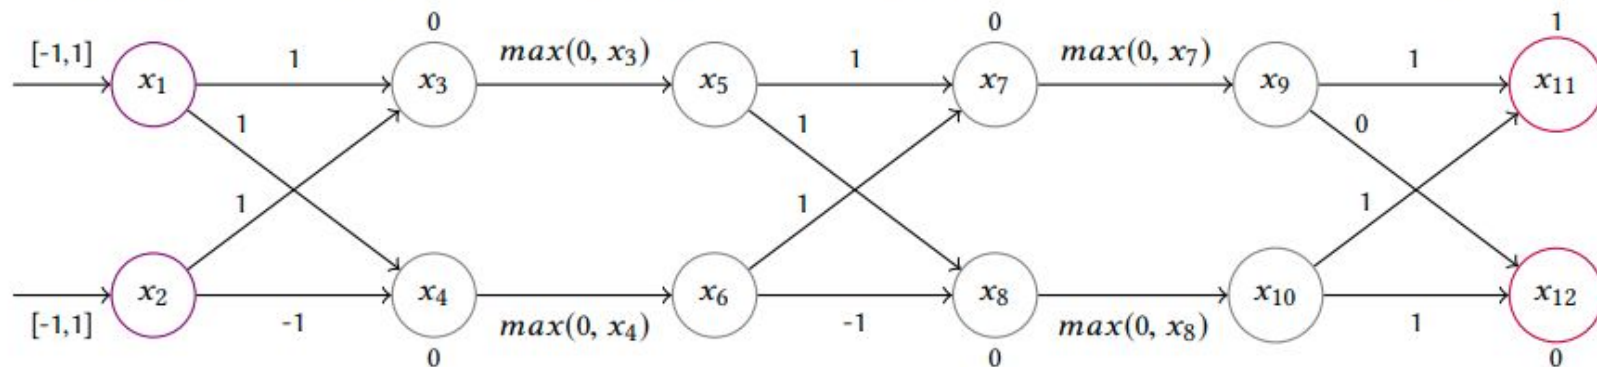 0 0 1
[-1,1] 1 max(0, x₃) 1 max(0, x₇) 1
x₁ x₃ x₅ x₇ x₉ x₁₁
1 1 0
1 1 1
x₂ x₄ x₆ x₈ x₁₀ x₁₂
[-1,1] -1 max(0, x₄) -1 max(0, x₈) 1
0 0 0